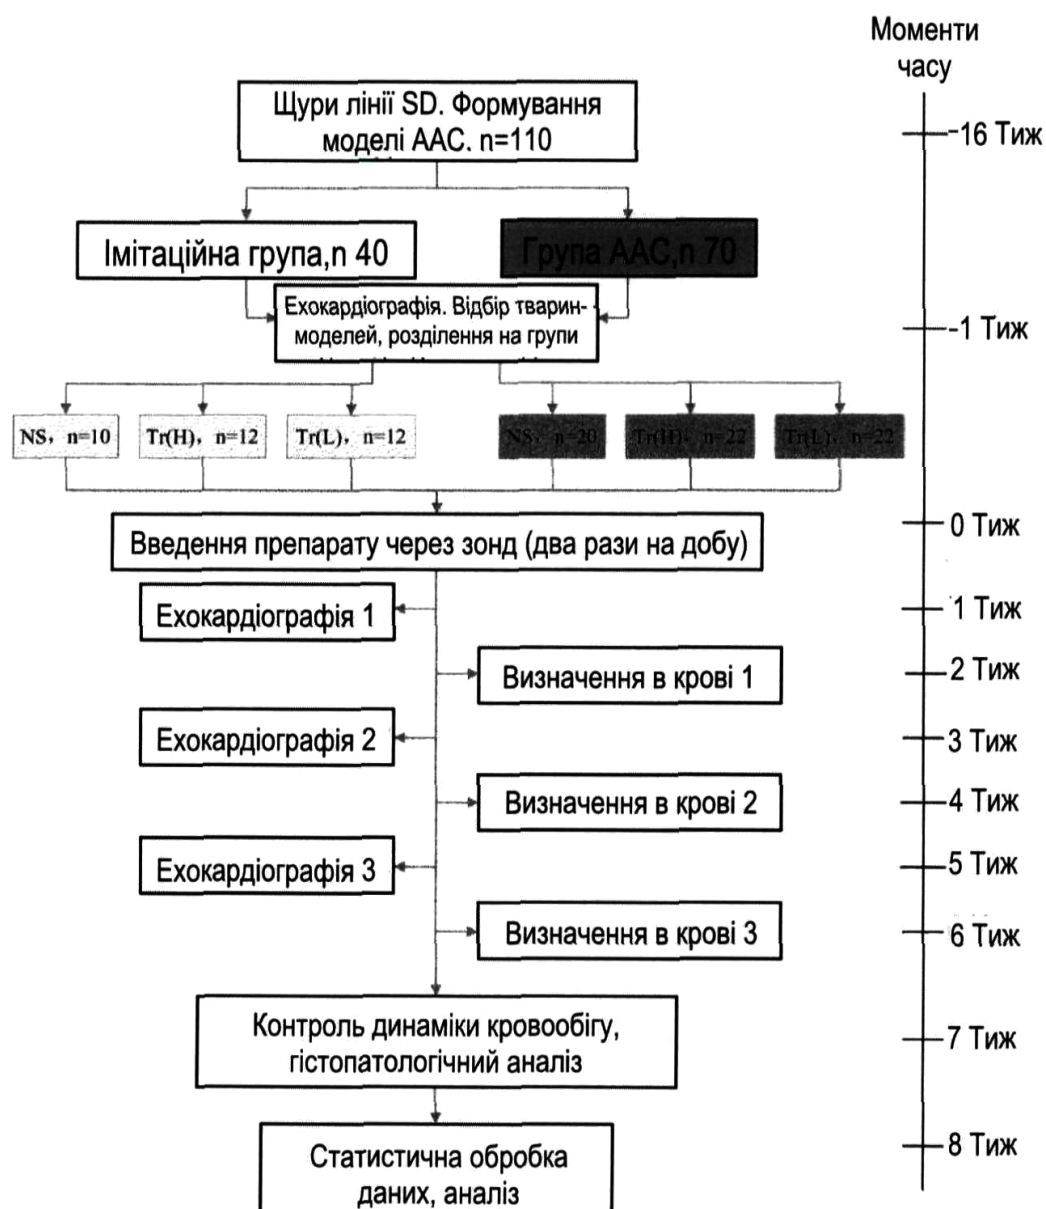 Моменти
часу
Щури лінії SD. Формування
моделі ААС. n=110
-16 Тиж
Імітаційна група,n 40
Група ААС,n 70
Ехокардіографія. Відбір тварин-
моделей, розділення на групи
-1 Тиж
NS, n=10
Tr(H), n=12
Tr(L), n=12
NS, n=20
Tr(H), n=22
Tr(L), n=22
0 Тиж
Введення препарату через зонд (два рази на добу)
Ехокардіографія 1
1 Тиж
Визначення в крові 1
2 Тиж
Ехокардіографія 2
3 Тиж
Визначення в крові 2
4 Тиж
Ехокардіографія 3
5 Тиж
Визначення в крові 3
6 Тиж
Контроль динаміки кровообігу,
гістопатологічний аналіз
7 Тиж
Статистична обробка
даних, аналіз
8 Тиж